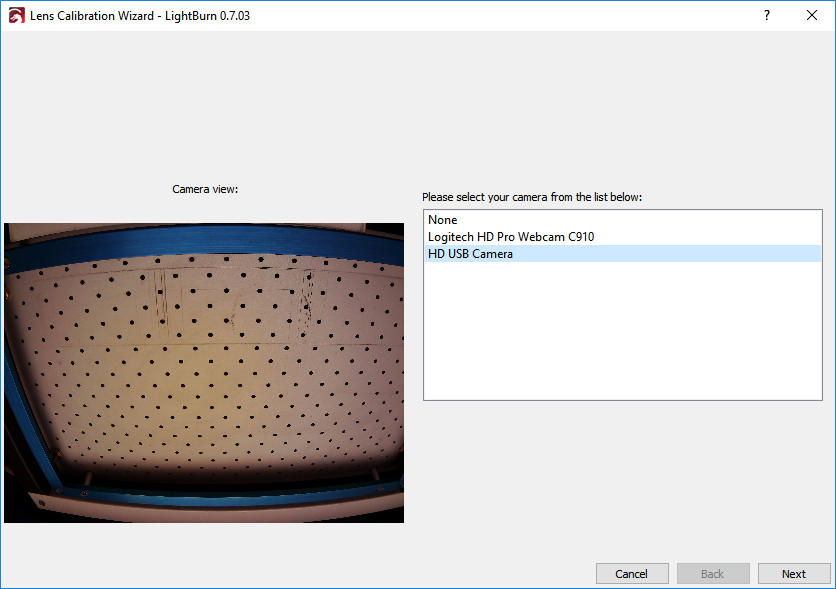 Lens Calibration Wizard - LightBurn 0.7.03
?
Camera view:
Please select your camera from the list below:
None
Logitech HD Pro Webcam C910
HD USB Camera
Cancel
Back
Next